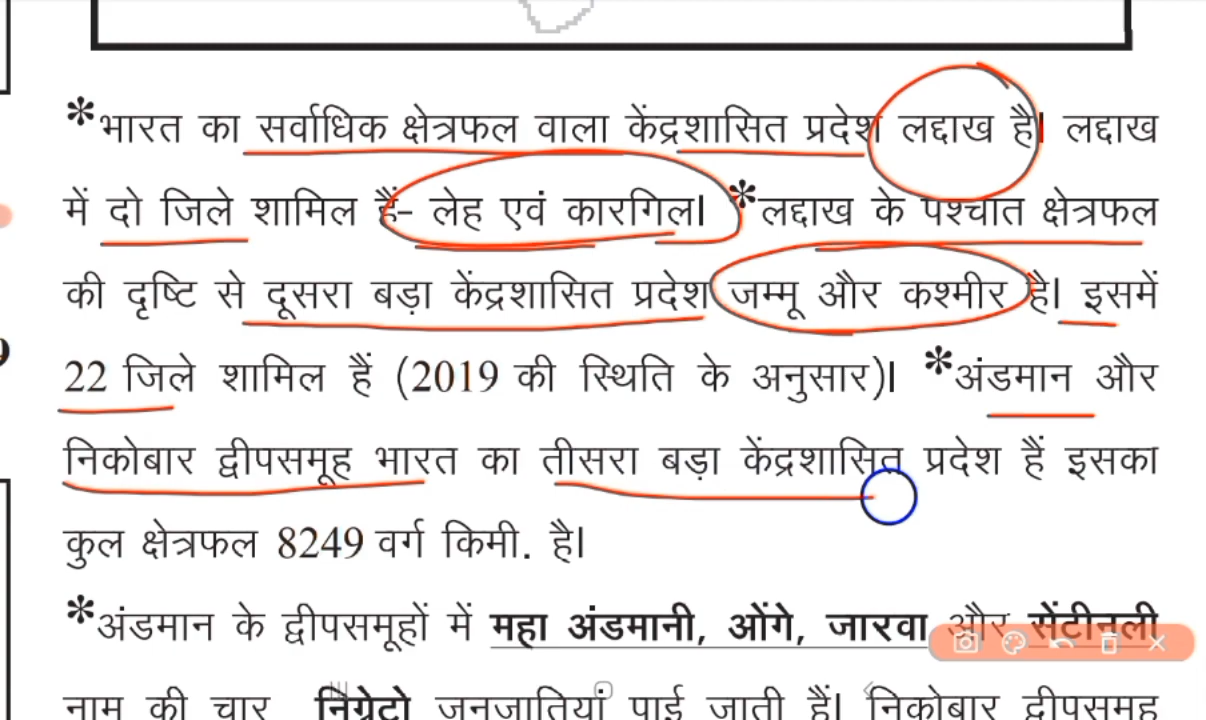 *भारत का सर्वाधिक क्षेत्रफल वाला केंद्रशासित प्रदेश लद्दाख है। लद्दाख
में दो जिले शामिल हैं- लेह एवं कारगिल। *लद्दाख के पश्चात क्षेत्रफल
की दृष्टि से दूसरा बड़ा केंद्रशासित प्रदेश जम्मू और कश्मीर है। इसमें
22 जिले शामिल हैं (2019 की स्थिति के अनुसार)। *अंडमान और
निकोबार द्वीपसमूह भारत का तीसरा बड़ा केंद्रशासित प्रदेश हैं इसका
कुल क्षेत्रफल 8249 वर्ग किमी. है।
*अंडमान के द्वीपसमूहों में महा अंडमानी, ओंगे, जारवा और सेंटीनली
नाम की चार निग्रेटो जनजातियां पाई जाती हैं। निकोबार द्वीपसमूह